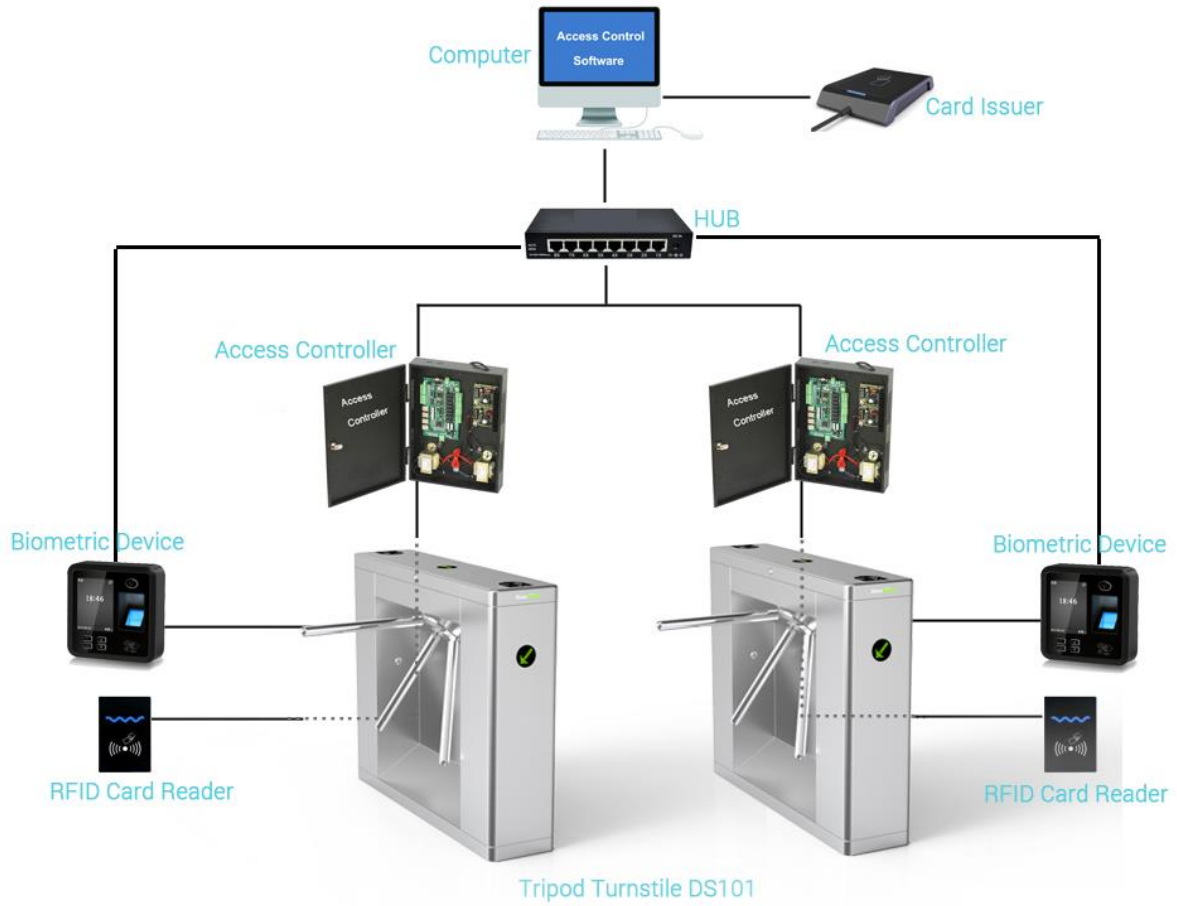 Access Control
Software
Computer
Card Issuer
HUB
Access Controller
Access Controller
Access
Controller
Access
Controller
Biometric Device
Biometric Device
18:46
18:46
RFID Card Reader
RFID Card Reader
Tripod Turnstile DS101